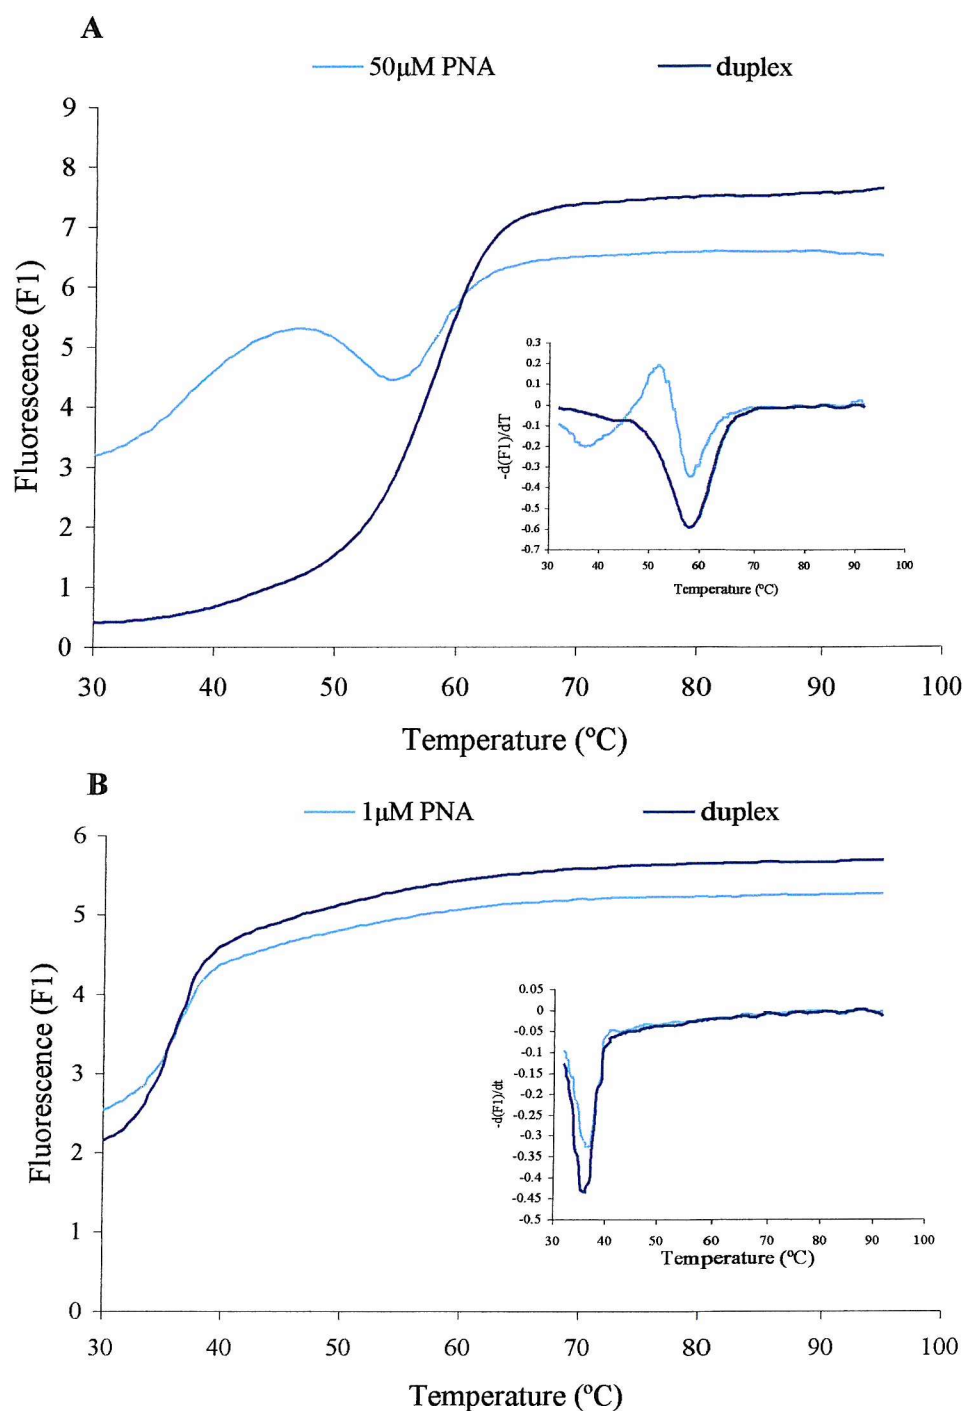 A
50μM PNA duplex
9
8
7
6
5
4
3
2
1
0
Fluorescence (F1)
30 40 50 60 70 80 90 100
Temperature (ºC)
0.3
0.2
0.1
0
-0.1
-0.2
-0.3
-0.4
-0.5
-0.6
-0.7
-d(F1)/dT
30 40 50 60 70 80 90 100
Temperature (ºC)
B
1μM PNA duplex
6
5
4
3
2
1
0
Fluorescence (F1)
30 40 50 60 70 80 90 100
Temperature (ºC)
0.05
0
-0.05
-0.1
-0.15
-0.2
-0.25
-0.3
-0.35
-0.4
-0.45
-0.5
-d(F1)/dt
30 40 50 60 70 80 90 100
Temperature (ºC)